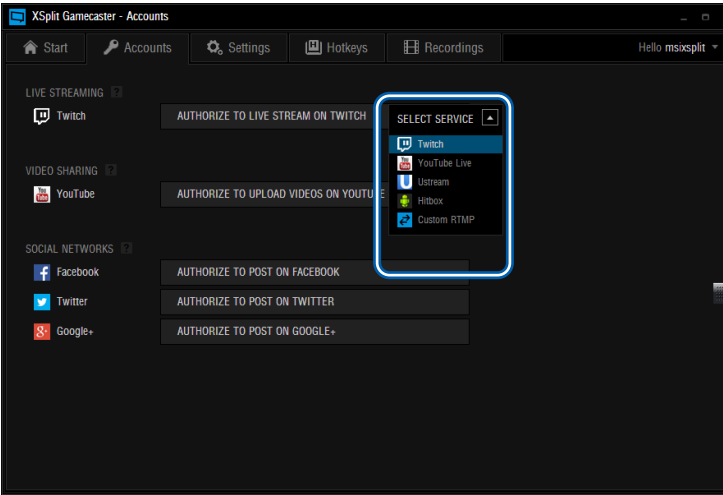 XSplit Gamecaster - Accounts
Start
Accounts
Settings
Hotkeys
Recordings
Hello msixsplit
LIVE STREAMING ?
Twitch
AUTHORIZE TO LIVE STREAM ON TWITCH
SELECT SERVICE
Twitch
YouTube Live
Ustream
Hitbox
Custom RTMP
VIDEO SHARING ?
YouTube
AUTHORIZE TO UPLOAD VIDEOS ON YOUTUBE
SOCIAL NETWORKS ?
Facebook
AUTHORIZE TO POST ON FACEBOOK
Twitter
AUTHORIZE TO POST ON TWITTER
Google+
AUTHORIZE TO POST ON GOOGLE+